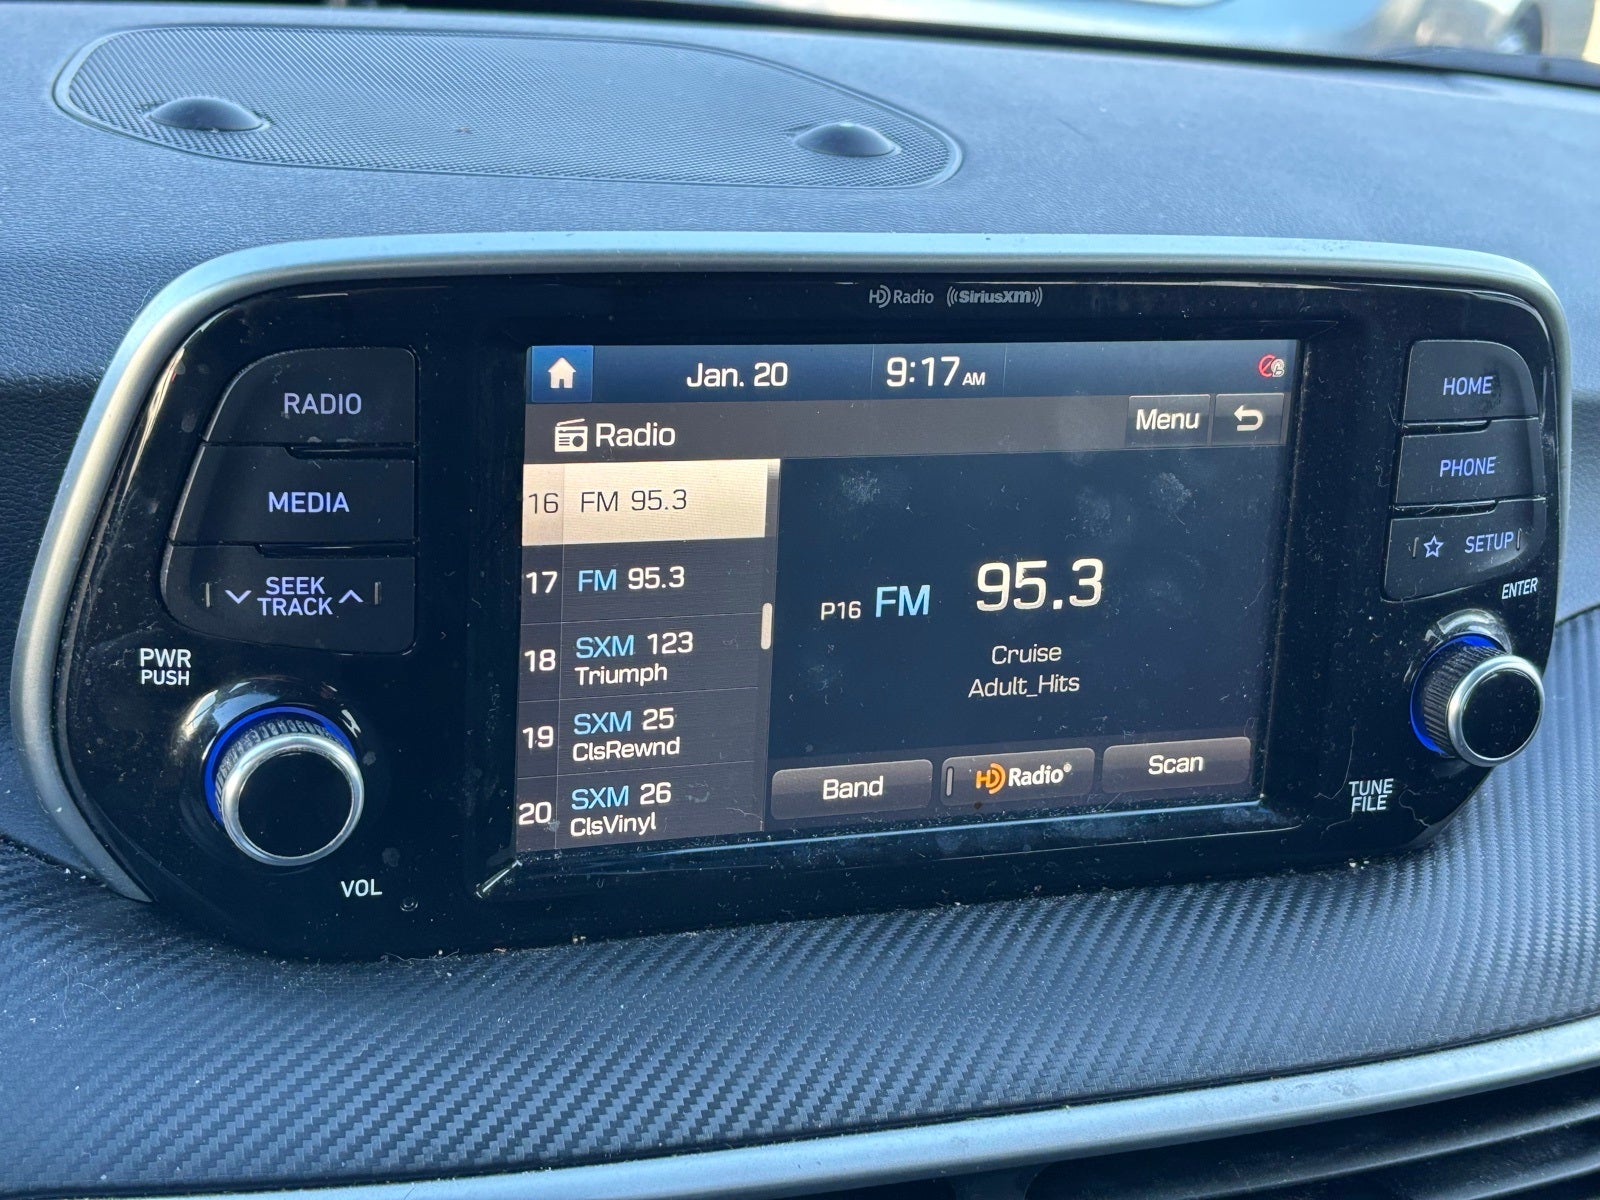 HD Radio ((SiriusXM))
RADIO
MEDIA
SEEK
TRACK
PWR
PUSH
VOL
Jan. 20 9:17 AM
Radio
Menu
16 FM 95.3
17 FM 95.3
18 SXM 123
Triumph
19 SXM 25
ClsRewnd
20 SXM 26
ClsVinyl
P16 FM 95.3
Cruise
Adult_Hits
Band
HD Radio®
Scan
HOME
PHONE
☆ SETUP
ENTER
TUNE
FILE